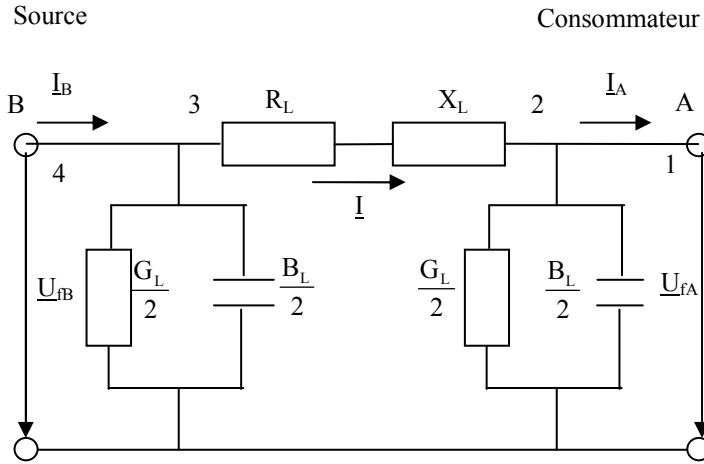 Source
Consommateur
I_B
I_A
B
3
R_L
X_L
2
A
4
1
I
U_fB
G_L/2
B_L/2
G_L/2
B_L/2
U_fA